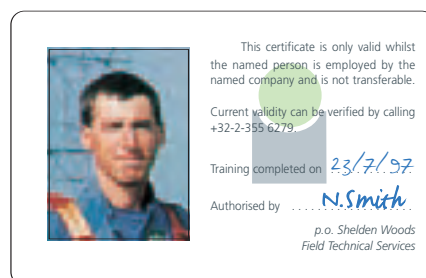 This certificate is only valid whilst
the named person is employed by the
named company and is not transferable.
Current validity can be verified by calling
+32-2-355 6279.
Training completed on 23/7/97
Authorised by N.Smith
p.o. Shelden Woods
Field Technical Services